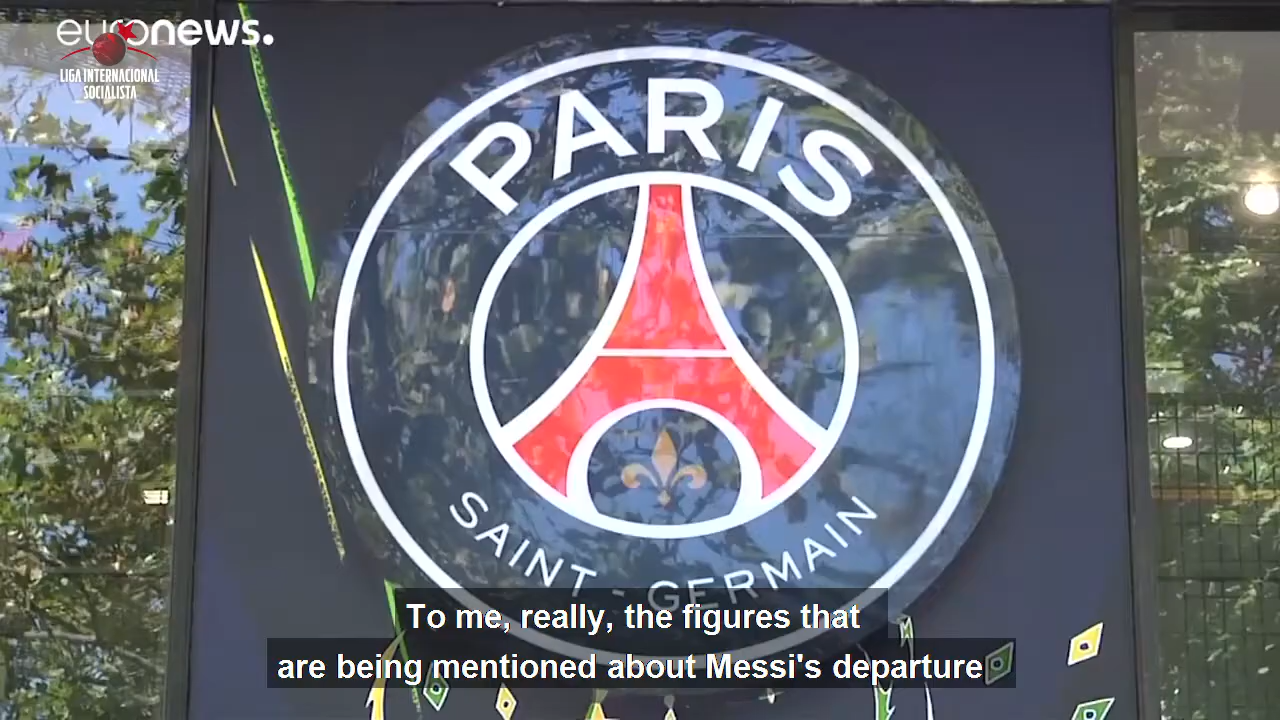 euronews.
LIGA INTERNACIONAL
SOCIALISTA
PARIS
SAINT - GERMAIN
To me, really, the figures that
are being mentioned about Messi's departure